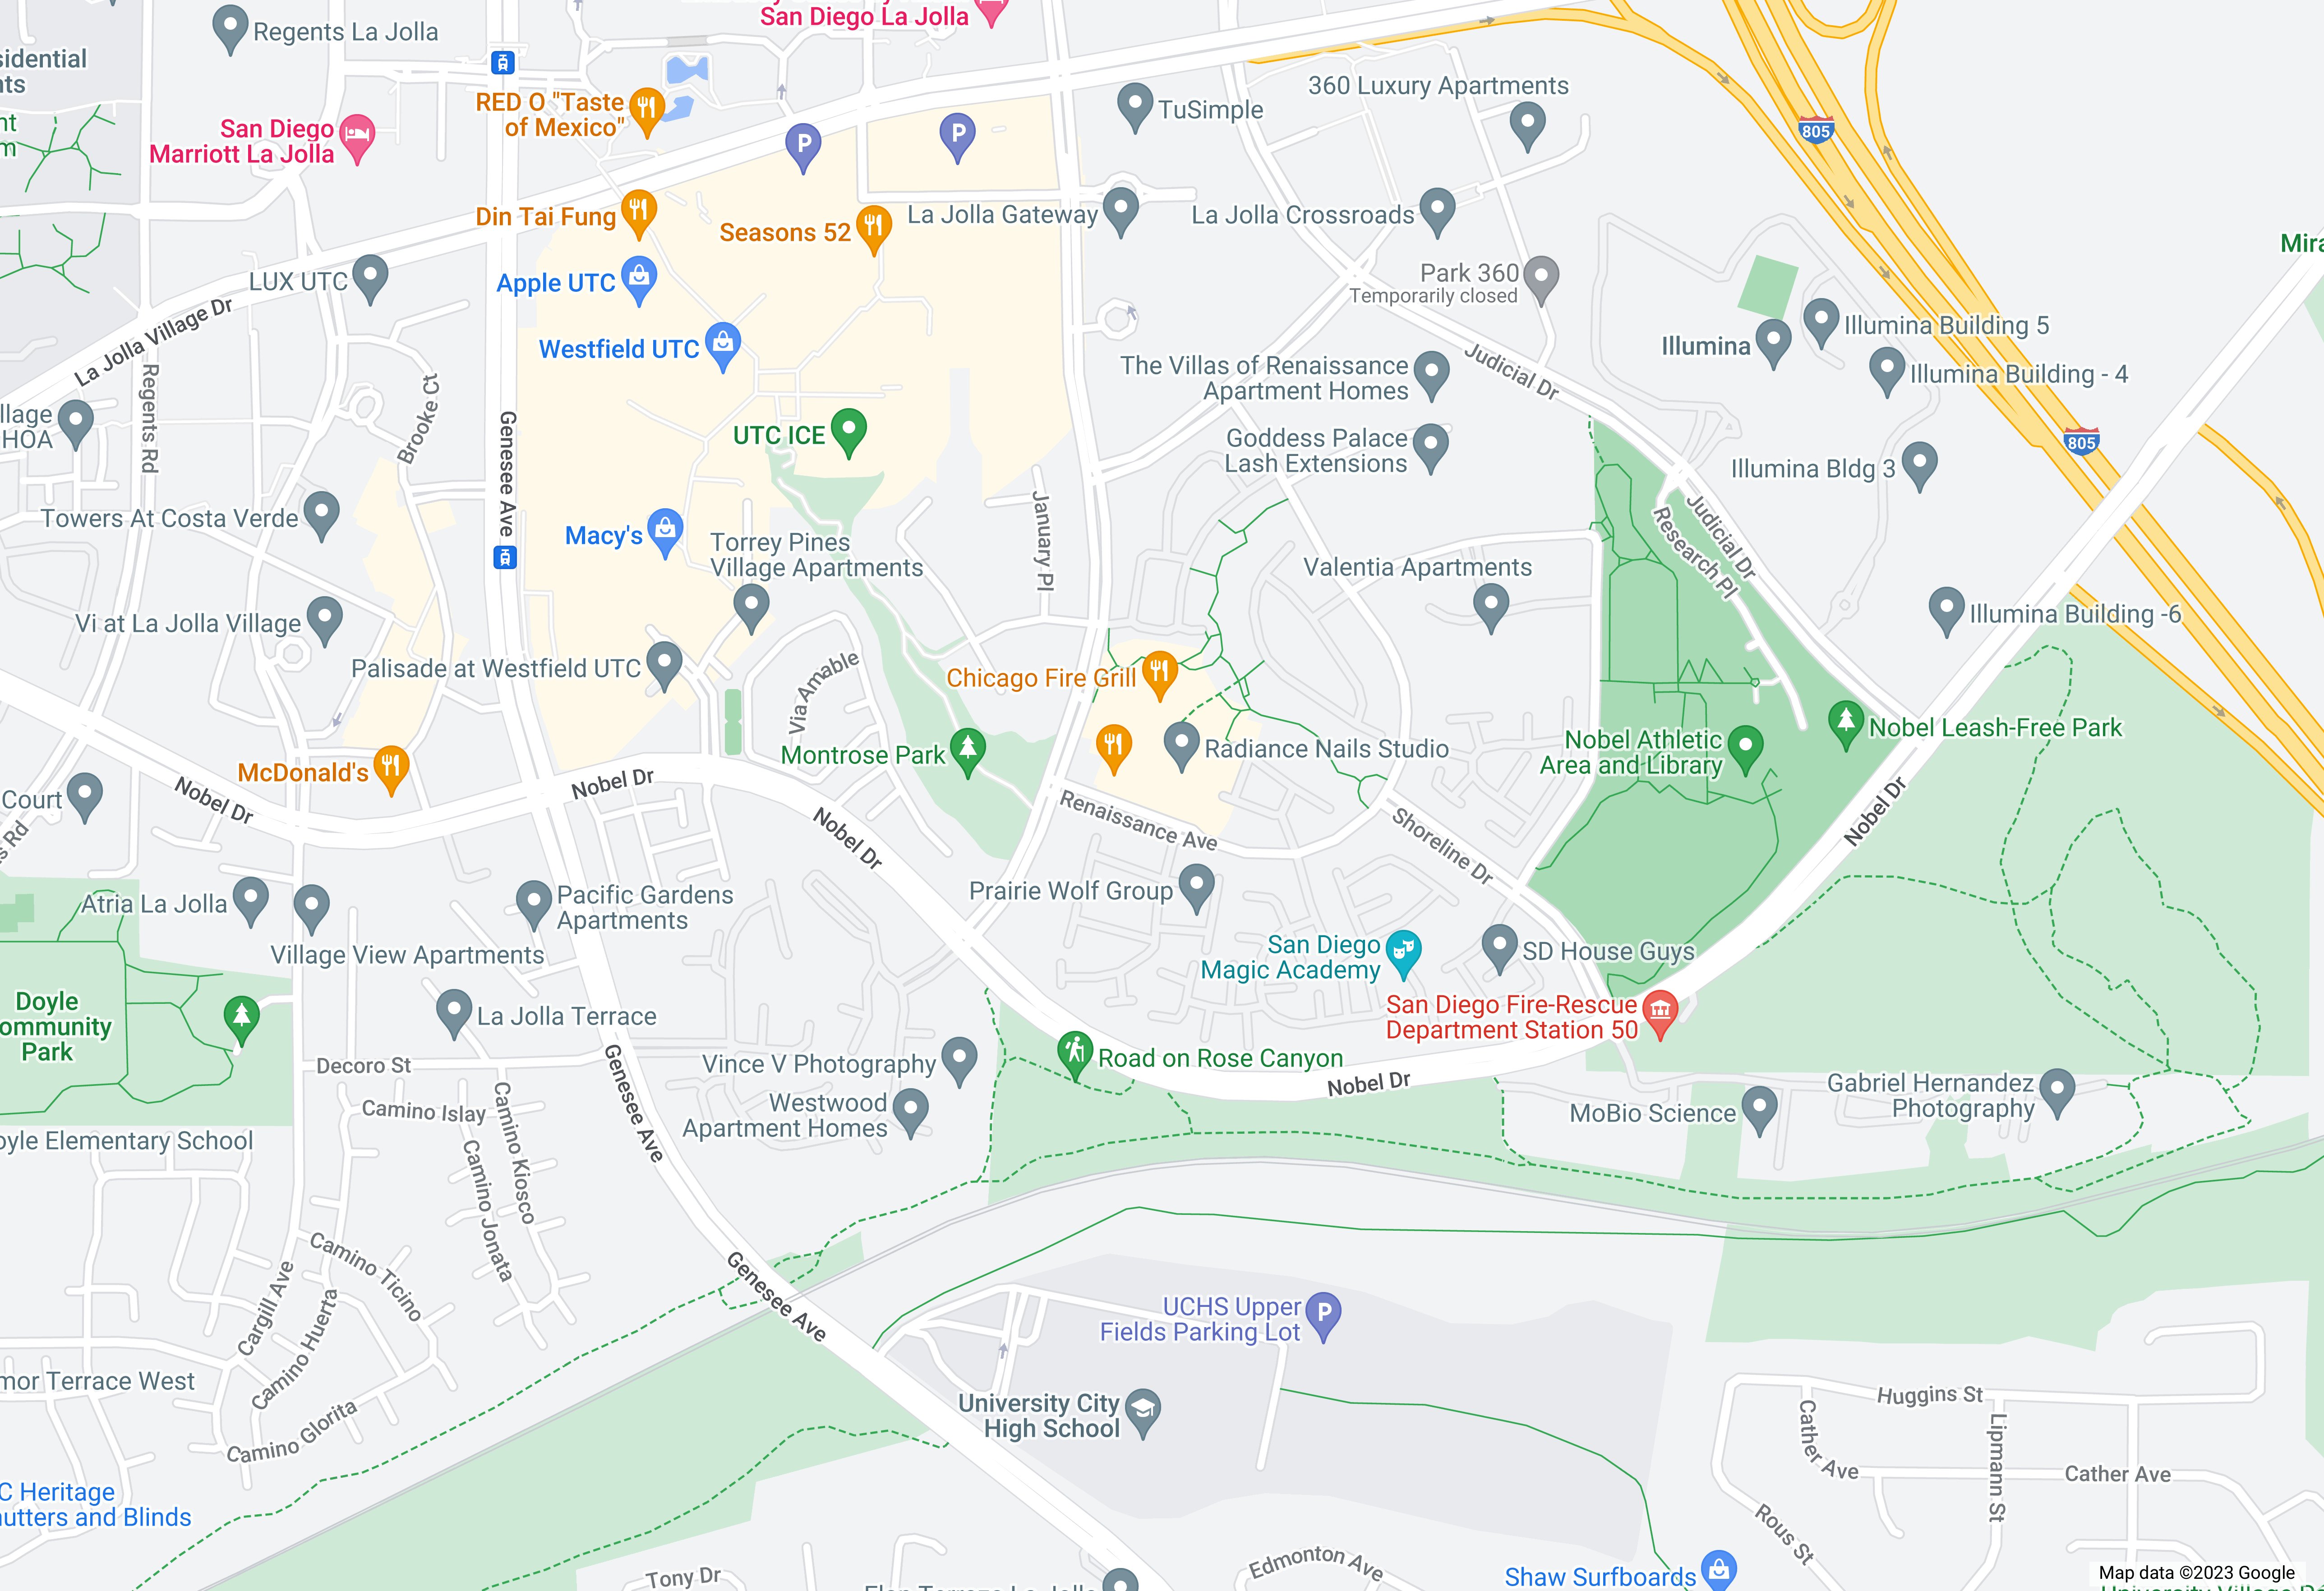 San Diego La Jolla
Regents La Jolla
sidential
nts
360 Luxury Apartments
RED O "Taste
of Mexico"
TuSimple
San Diego
Marriott La Jolla
P
P
805
Din Tai Fung
Seasons 52
La Jolla Gateway
La Jolla Crossroads
Mira
LUX UTC
Apple UTC
Park 360
Temporarily closed
La Jolla Village Dr
Westfield UTC
Illumina
Illumina Building 5
The Villas of Renaissance
Apartment Homes
Judicial Dr
Illumina Building - 4
Regents Rd
Brooke Ct
Genesee Ave
llage
HOA
UTC ICE
Goddess Palace
Lash Extensions
805
Illumina Bldg 3
Towers At Costa Verde
January Pl
Judicial Dr
Research Pl
Macy's
Torrey Pines
Village Apartments
Valentia Apartments
Vi at La Jolla Village
Illumina Building -6
Palisade at Westfield UTC
Via Amable
Chicago Fire Grill
Nobel Leash-Free Park
Montrose Park
Radiance Nails Studio
Nobel Athletic
Area and Library
McDonald's
Nobel Dr
Nobel Dr
Court
s Rd
Nobel Dr
Renaissance Ave
Shoreline Dr
Nobel Dr
Atria La Jolla
Pacific Gardens
Apartments
Prairie Wolf Group
Village View Apartments
San Diego
Magic Academy
SD House Guys
Doyle
ommunity
Park
La Jolla Terrace
San Diego Fire-Rescue
Department Station 50
Decoro St
Genesee Ave
Vince V Photography
Road on Rose Canyon
Nobel Dr
Camino Islay
Camino Kiosco
Westwood
Apartment Homes
MoBio Science
Gabriel Hernandez
Photography
oyle Elementary School
Camino Jonata
Camino Ticino
Cargill Ave
Camino Huerta
Genesee Ave
UCHS Upper
Fields Parking Lot
P
mor Terrace West
Camino Glorita
University City
High School
Huggins St
Cather Ave
Lipmann St
Cather Ave
C Heritage
utters and Blinds
Rous St
Tony Dr
Edmonton Ave
Shaw Surfboards
Map data ©2023 Google